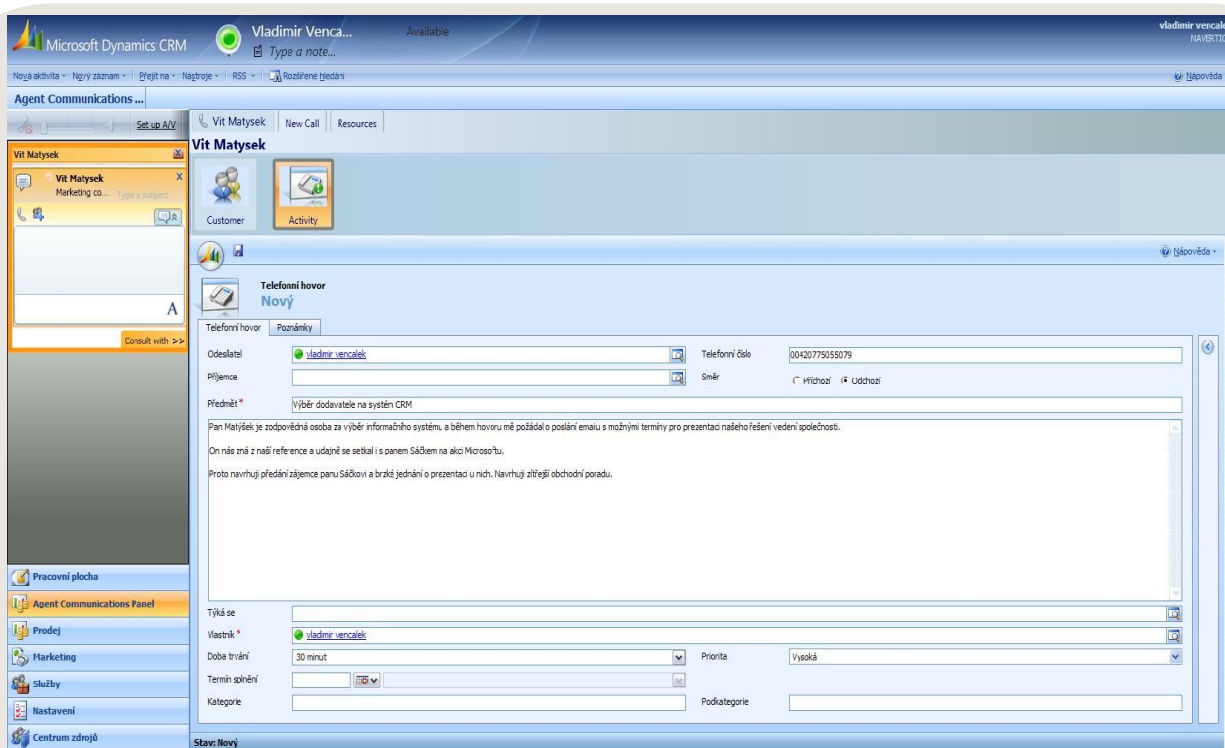 Microsoft Dynamics CRM
Vladimir Venca...
Available
Type a note...
vladimir vencale
NAVERTIC
Nová aktivita
Nový záznam
Přejít na
Nástroje
RSS
Rozšířené hledání
Nápověda
Agent Communications ...
Set up A/V
Vit Matysek
New Call
Resources
Vit Matysek
Vit Matysek
Vit Matysek
X
Marketing co...
Type a subject
Customer
Activity
A
Consult with >>
Nápověda
Telefonní hovor
Nový
Telefonní hovor
Poznámky
Odesílatel
vladimir vencalek
Telefonní číslo
00420775055079
Příjemce
Směr
Příchozí
Odchozí
Předmět *
Výběr dodavatele na systén CRM
Pan Matýšek je zodpovědná osoba za výběr informačního systému a během hovoru mě požádal o poslání emaiu s možnými termíny pro prezentaci našeho řešení vedení společnosti.
On nás zná z naší reference a udajně se setkal i s panem Sáčkem na akci Microsoftu.
Proto navrhuji předání zájemce panu Sáčkovi a brzké jednání o prezentaci u nich. Navrhuji zítřejší obchodní poradu.
Týká se
Vlastník *
vladimir vencalek
Doba trvání
30 minut
Priorita
Vysoká
Termín splnění
Kategorie
Podkategorie
Stav: Nový
Pracovní plocha
Agent Communications Panel
Prodej
Marketing
Služby
Nastavení
Centrum zdrojů